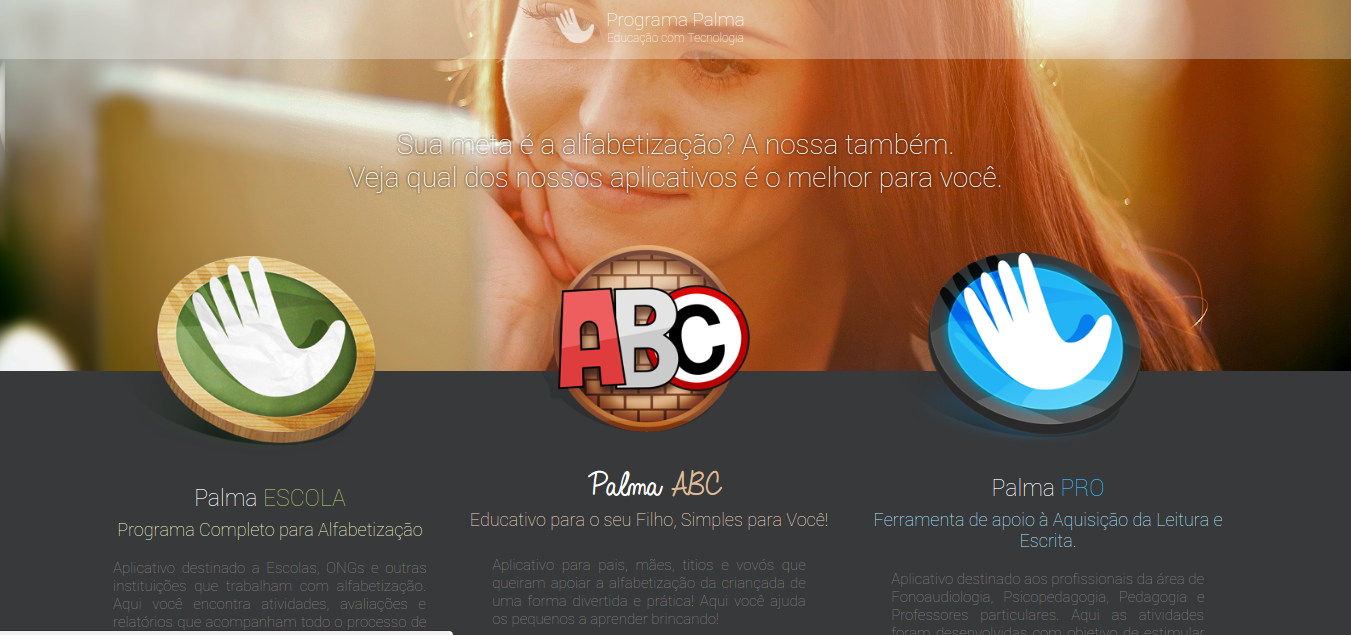 Programa Palma
Educação com Tecnologia
Sua meta é a alfabetização? A nossa também.
Veja qual dos nossos aplicativos é o melhor para você.
ABC
Palma ESCOLA
Programa Completo para Alfabetização
Aplicativo destinado a Escolas, ONGs e outras
instituições que trabalham com alfabetização.
Aqui você encontra atividades, avaliações e
relatórios que acompanham todo o processo de
Palma ABC
Educativo para o seu Filho, Simples para Você!
Aplicativo para pais, mães, titios e vovós que
queiram apoiar a alfabetização da criançada de
uma forma divertida e prática! Aqui você ajuda
os pequenos a aprender brincando!
Palma PRO
Ferramenta de apoio à Aquisição da Leitura e
Escrita.
Aplicativo destinado aos profissionais da área de
Fonoaudiologia, Psicopedagogia, Pedagogia e
Professores particulares. Aqui as atividades
foram desenvolvidas com objetivo de estimular